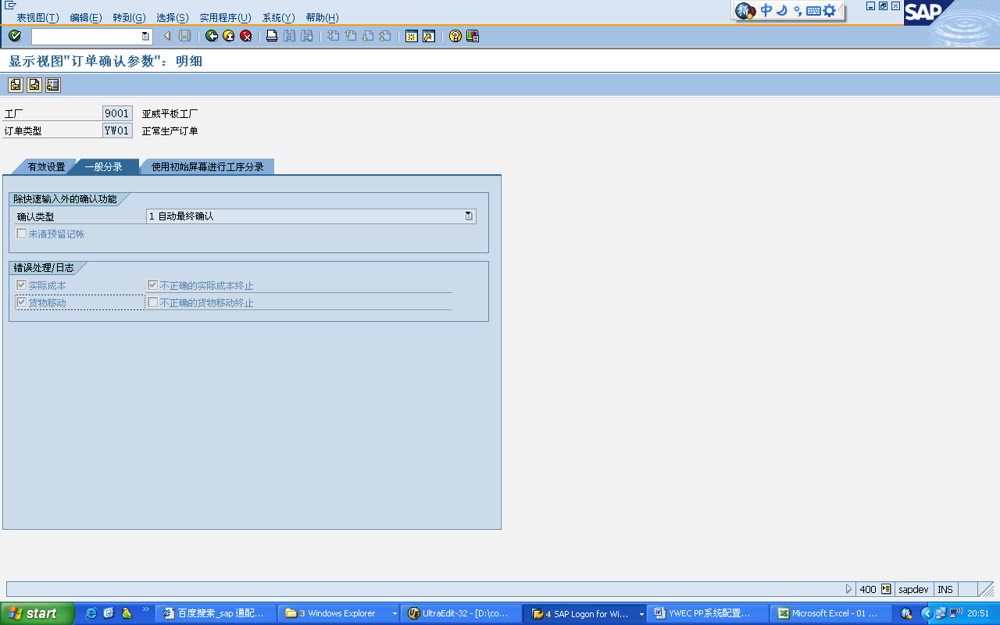 表视图(T) 编辑(E) 转到(G) 选择(S) 实用程序(U) 系统(Y) 帮助(H)
中
SAP
显示视图"订单确认参数": 明细
工厂 9001 亚威平板工厂
订单类型 YW01 正常生产订单
有效设置 一般分录 使用初始屏幕进行工序分录
除快速输入外的确认功能
确认类型 1 自动最终确认
未清预留记帐
错误处理/日志
实际成本 不正确的实际成本终止
货物移动 不正确的货物移动终止
400 sapdev INS
start 百度搜索_sap 通配... 3 Windows Explorer UltraEdit-32 - [D:\co... 4 SAP Logon for Wi... YWEC PP系统配置... Microsoft Excel - 01 ... 20:51